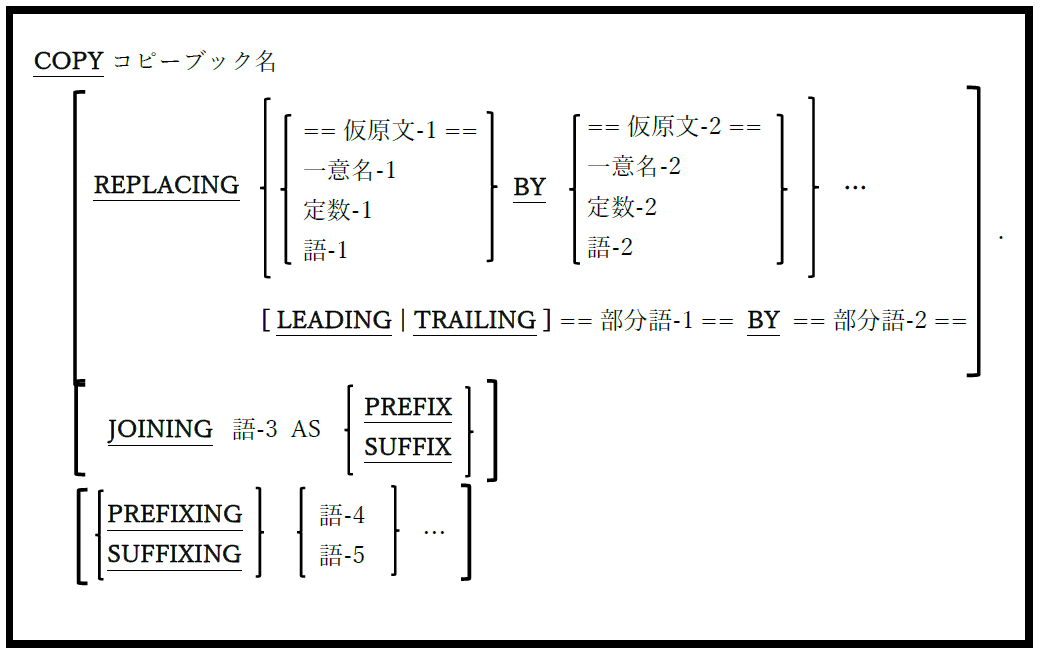 COPY コピーブック名
== 仮原文-1 == == 仮原文-2 ==
一意名-1 一意名-2
REPLACING BY ...
定数-1 定数-2
語-1 語-2
.
[ LEADING | TRAILING ] == 部分語-1 == BY == 部分語-2 ==
PREFIX
JOINING 語-3 AS
SUFFIX
PREFIXING 語-4
...
SUFFIXING 語-5